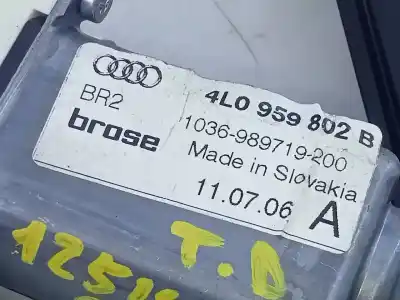 4L0 959 802 B
BR2
1036-989719-200
brose
Made in Slovakia
11.07.06 A
T.D